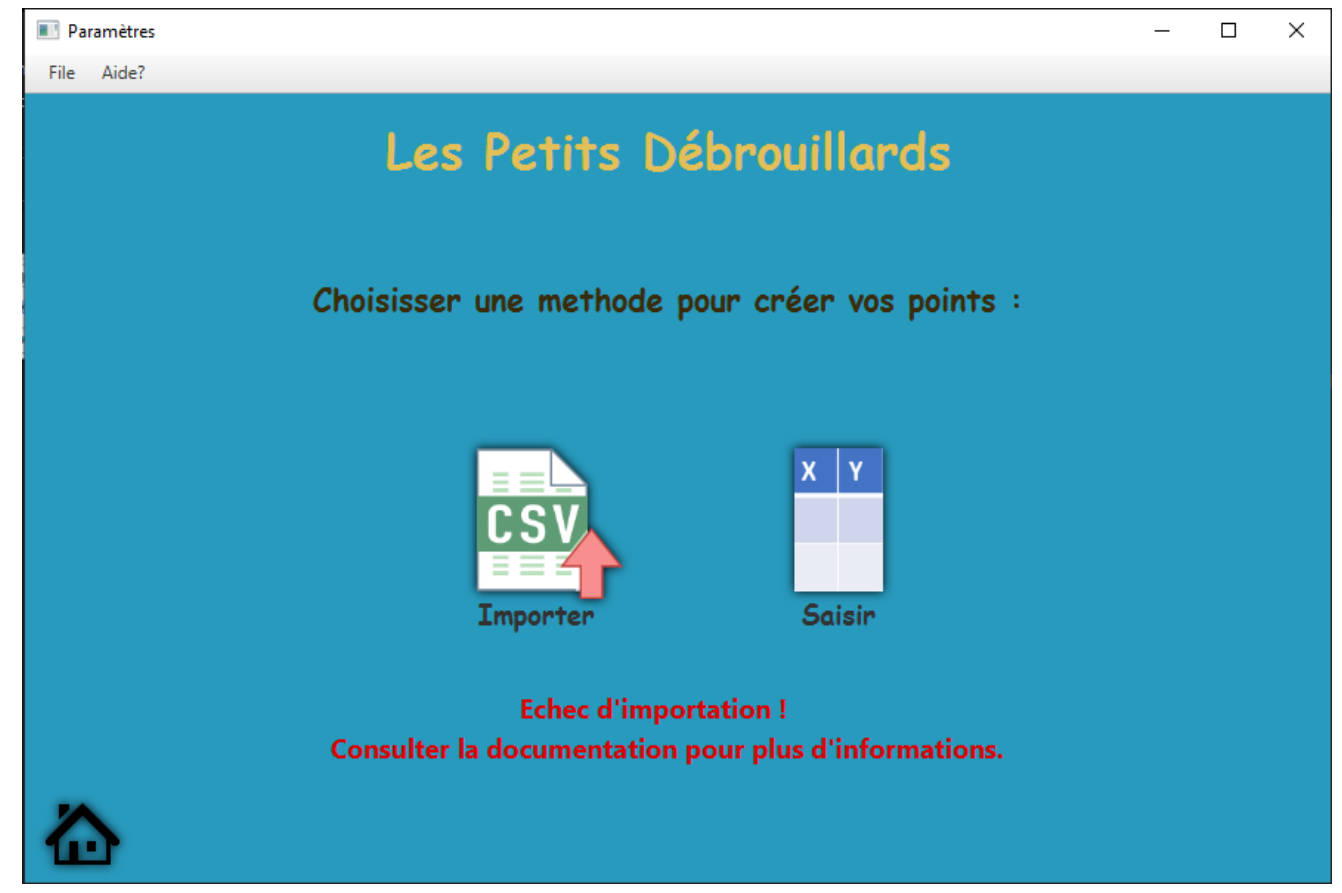 Paramètres
File Aide?
Les Petits Débrouillards
Choisisser une methode pour créer vos points :
CSV
X Y
Importer
Saisir
Echec d'importation !
Consulter la documentation pour plus d'informations.